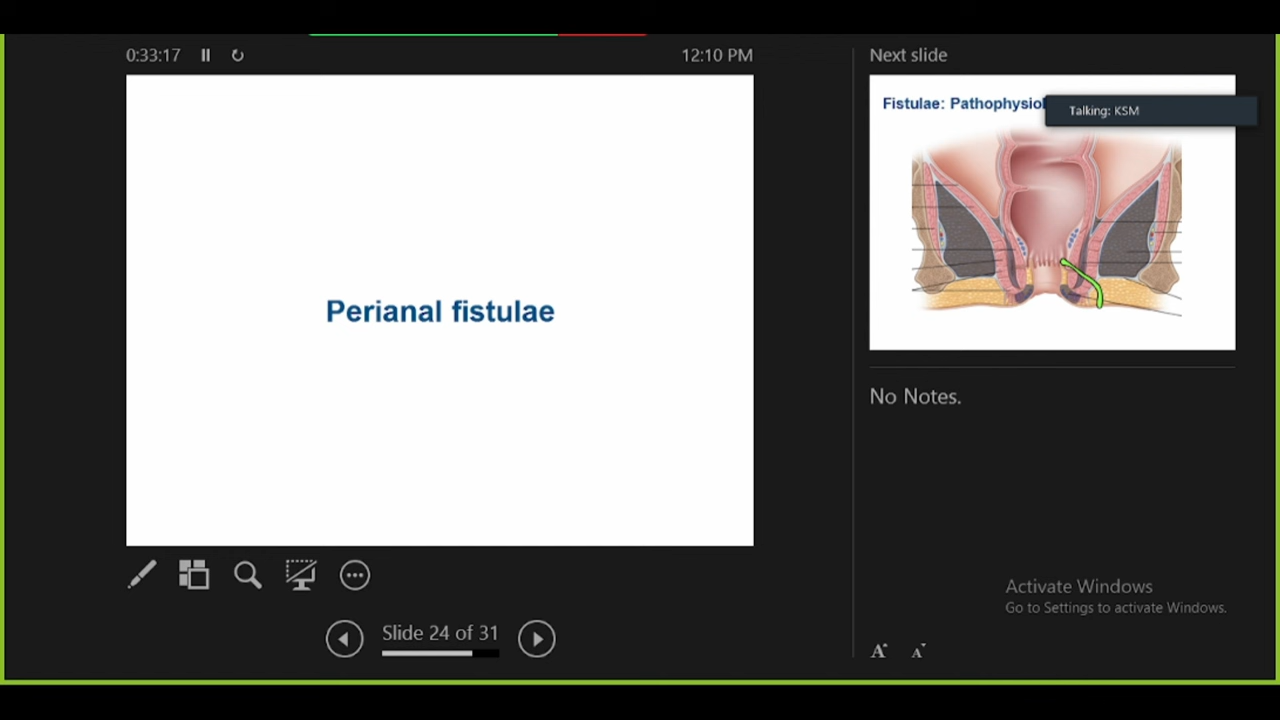 0:33:17
12:10 PM
Next slide
Perianal fistulae
Fistulae: Pathophysiol
Talking: KSM
No Notes.
Activate Windows
Go to Settings to activate Windows.
Slide 24 of 31
A A